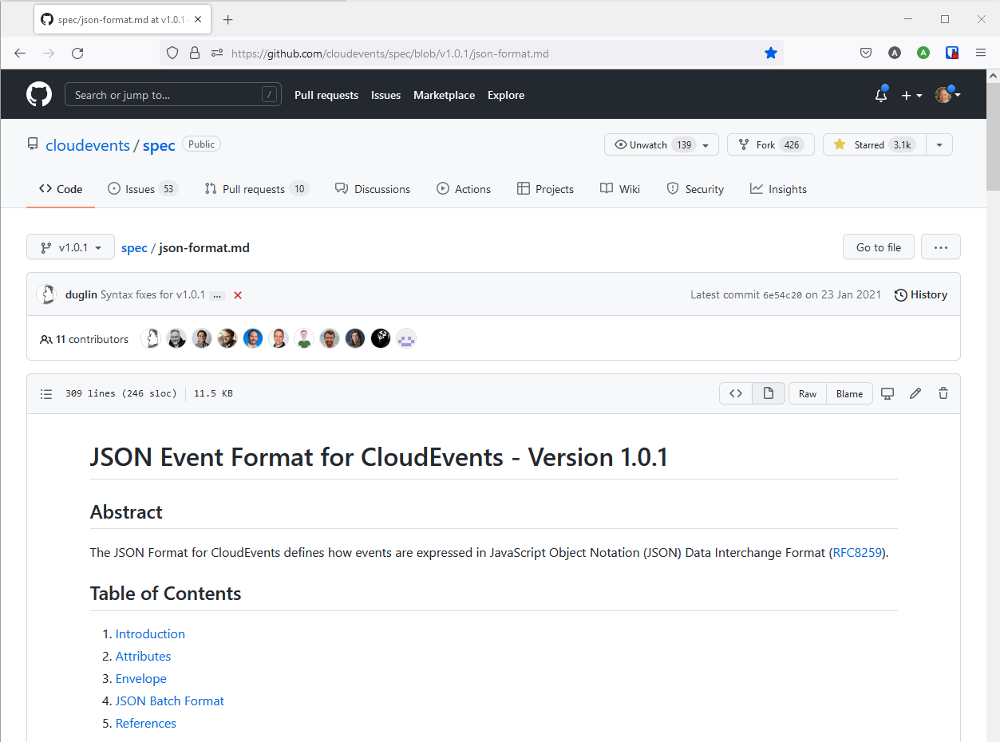 spec/json-format.md at v1.0.1
https://github.com/cloudevents/spec/blob/v1.0.1/json-format.md
A A
Search or jump to... / Pull requests Issues Marketplace Explore
cloudevents / spec Public Unwatch 139 Fork 426 Starred 3.1k
Code Issues 53 Pull requests 10 Discussions Actions Projects Wiki Security Insights
v1.0.1 spec / json-format.md Go to file ...
duglin Syntax fixes for v1.0.1 ... Latest commit 6e54c20 on 23 Jan 2021 History
11 contributors
309 lines (246 sloc) 11.5 KB Raw Blame
JSON Event Format for CloudEvents - Version 1.0.1
Abstract
The JSON Format for CloudEvents defines how events are expressed in JavaScript Object Notation (JSON) Data Interchange Format (RFC8259).
Table of Contents
1. Introduction
2. Attributes
3. Envelope
4. JSON Batch Format
5. References